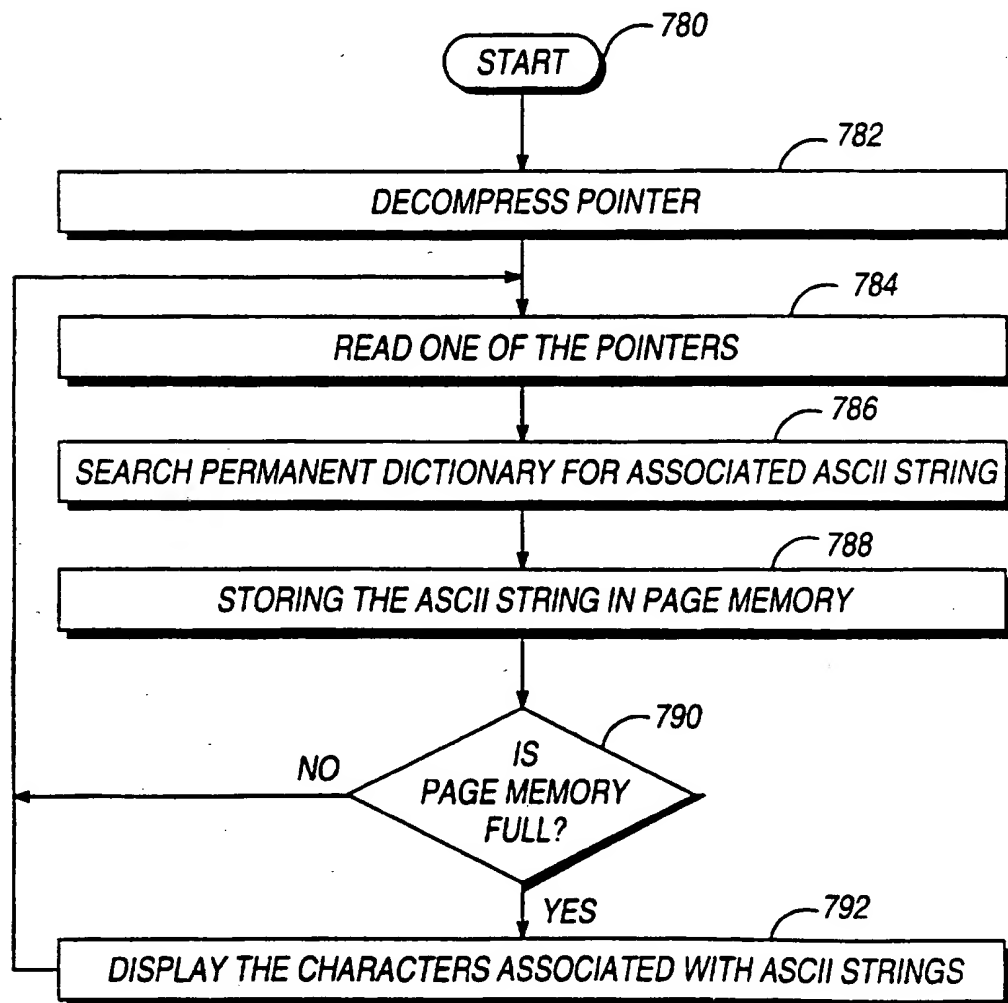 780
START
782
DECOMPRESS POINTER
784
READ ONE OF THE POINTERS
786
SEARCH PERMANENT DICTIONARY FOR ASSOCIATED ASCII STRING
788
STORING THE ASCII STRING IN PAGE MEMORY
790
NO
IS
PAGE MEMORY
FULL?
YES
792
DISPLAY THE CHARACTERS ASSOCIATED WITH ASCII STRINGS